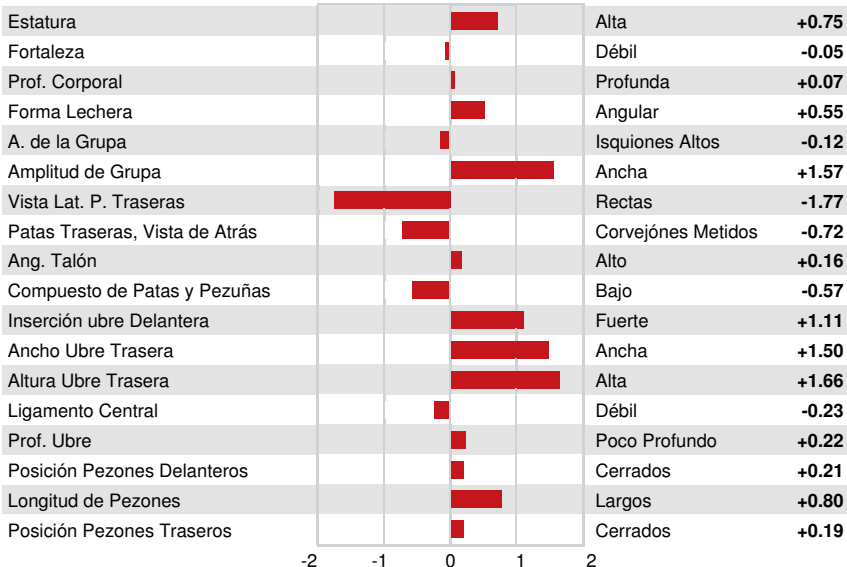 Estatura Alta +0.75
Fortaleza Débil -0.05
Prof. Corporal Profunda +0.07
Forma Lechera Angular +0.55
A. de la Grupa Isquiones Altos -0.12
Amplitud de Grupa Ancha +1.57
Vista Lat. P. Traseras Rectas -1.77
Patas Traseras, Vista de Atrás Corvejónes Metidos -0.72
Ang. Talón Alto +0.16
Compuesto de Patas y Pezuñas Bajo -0.57
Inserción ubre Delantera Fuerte +1.11
Ancho Ubre Trasera Ancha +1.50
Altura Ubre Trasera Alta +1.66
Ligamento Central Débil -0.23
Prof. Ubre Poco Profundo +0.22
Posición Pezones Delanteros Cerrados +0.21
Longitud de Pezones Largos +0.80
Posición Pezones Traseros Cerrados +0.19
-2 -1 0 1 2